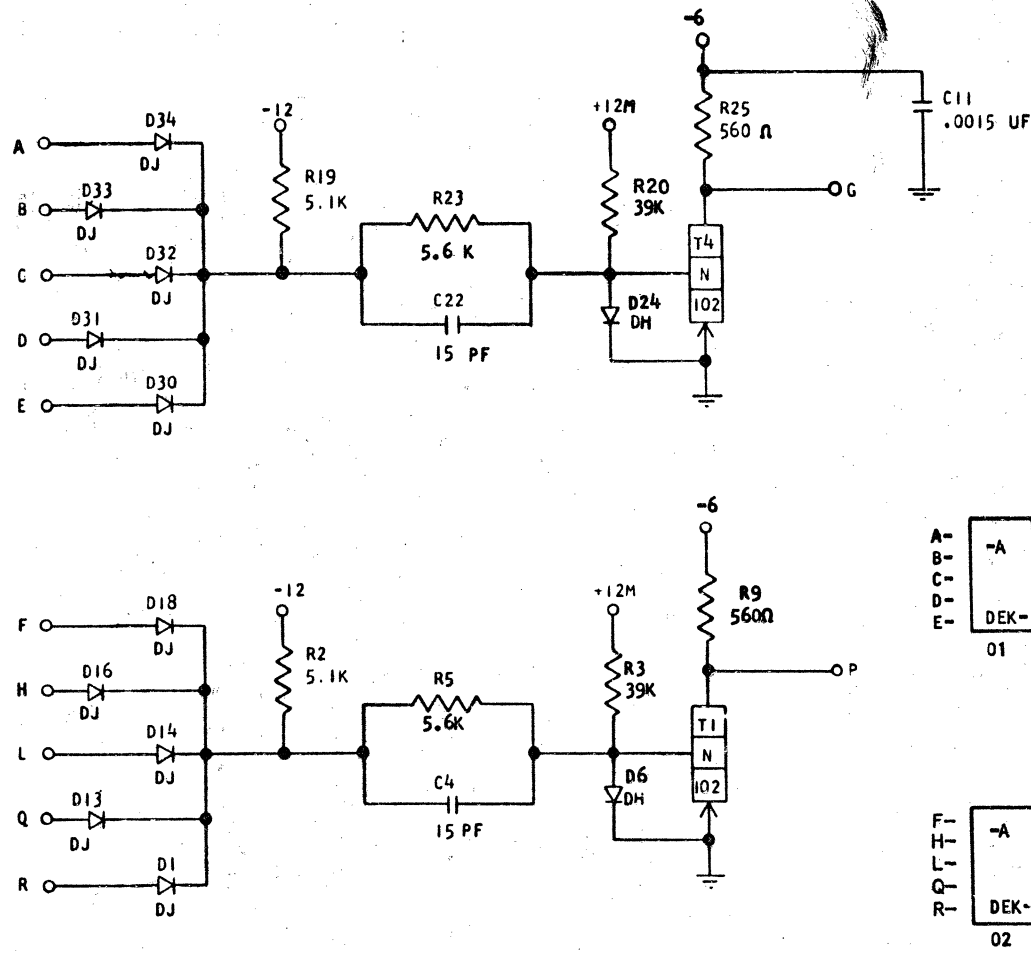 -6
C11
.0015 UF
R25
560 Ω
-12
+12M
D34
A
DJ
R19
5.1K
R20
39K
G
D33
B
DJ
R23
5.6 K
T4
N
102
D32
C
DJ
C22
15 PF
D24
DH
D31
D
DJ
D30
E
DJ
-6
R9
560Ω
-12
+12M
D18
F
DJ
R2
5.1K
R3
39K
P
D16
H
DJ
R5
5.6K
T1
N
102
D14
L
DJ
C4
15 PF
D6
DH
D13
Q
DJ
D1
R
DJ
A-
B-
C-
D-
E-
-A
DEK-
01
F-
H-
L-
Q-
R-
-A
DEK-
02